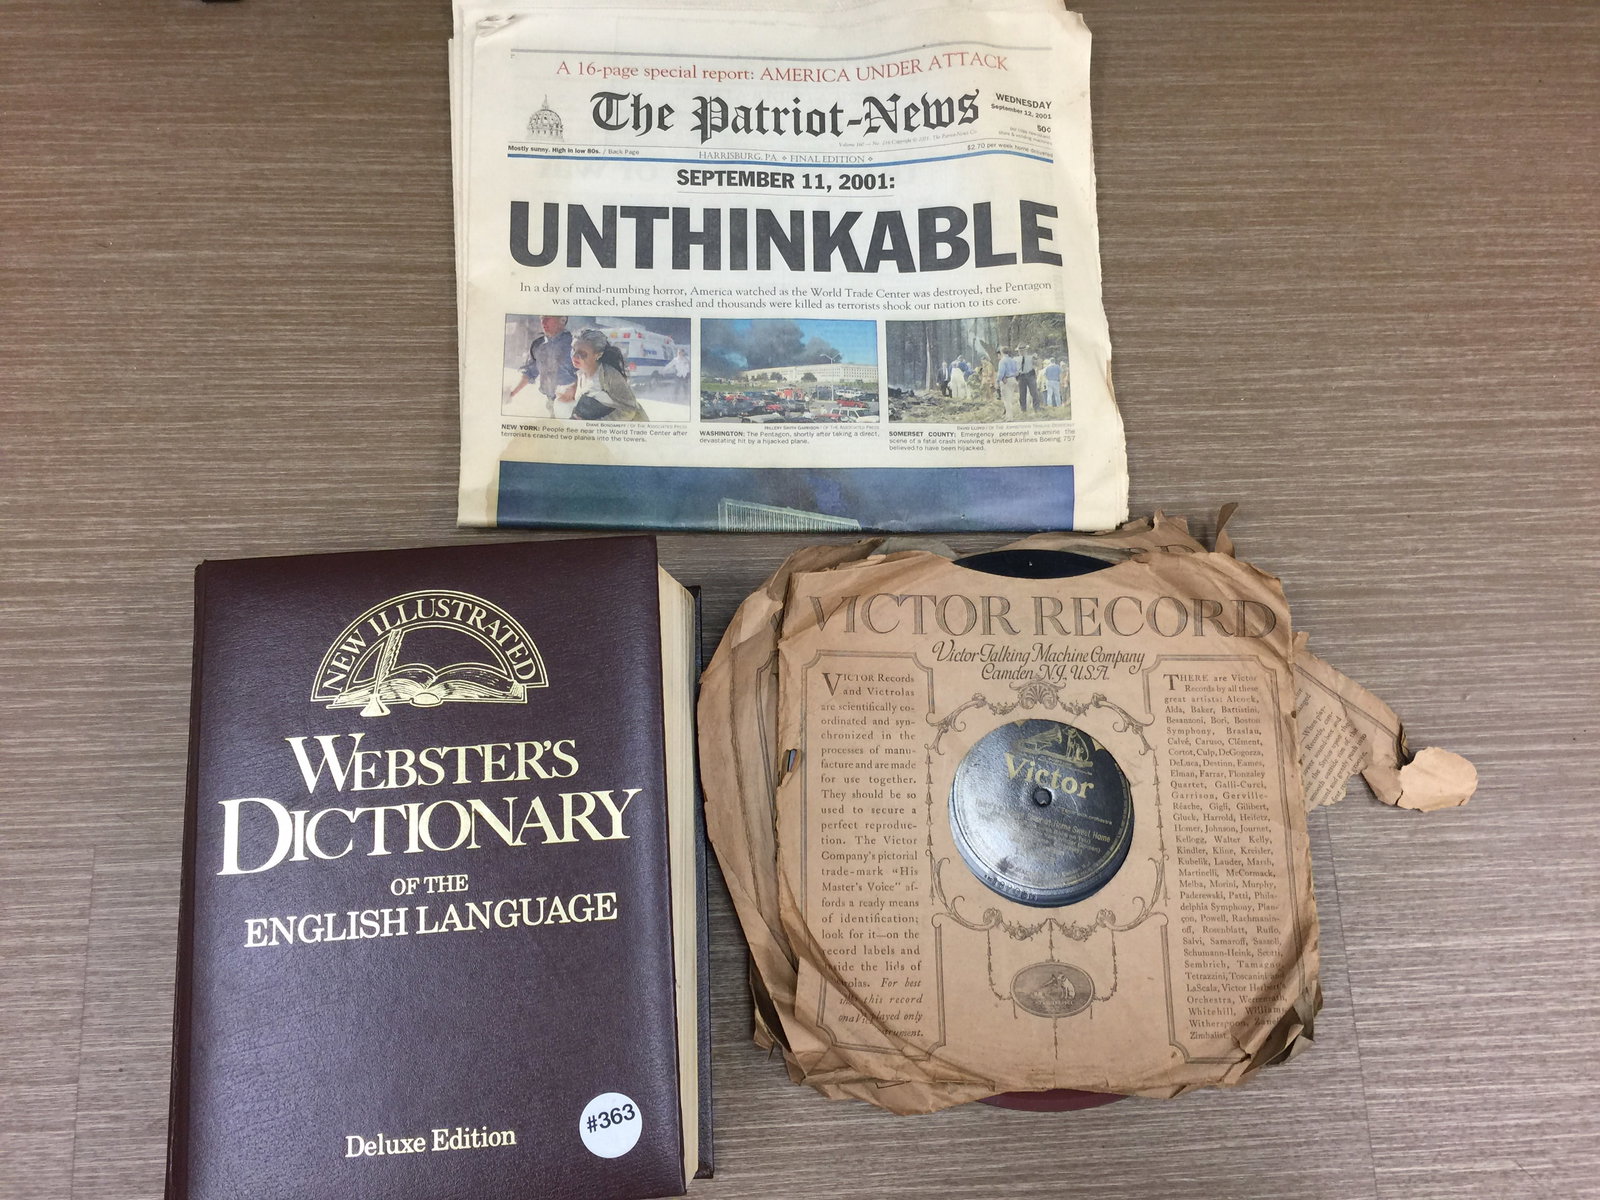 A 16-page special report: AMERICA UNDER ATTACK
The Patriot-News
WEDNESDAY
September 12, 2001
50¢
Mostly sunny. High in low 80s. / Back Page
HARRISBURG, PA. FINAL EDITION
$2.70 per week home delivered
SEPTEMBER 11, 2001:
UNTHINKABLE
In a day of mind-numbing horror, America watched as the World Trade Center was destroyed, the Pentagon
was attacked, planes crashed and thousands were killed as terrorists shook our nation to its core.
NEW YORK: People flee near the World Trade Center after
terrorists crashed two planes into the towers.
WASHINGTON: The Pentagon, shortly after taking a direct,
devastating hit by a hijacked plane.
SOMERSET COUNTY: Emergency personnel examine the
scene of a fatal crash involving a United Airlines Boeing 757
believed to have been hijacked.
NEW ILLUSTRATED
WEBSTER'S
DICTIONARY
OF THE
ENGLISH LANGUAGE
Deluxe Edition
#363
VICTOR RECORD
Victor Talking Machine Company
Camden N.J. U.S.A.
VICTOR Records
and Victrolas
are scientifically co-
ordinated and syn-
chronized in the
processes of manu-
facture and are made
for use together.
They should be so
used to secure a
perfect reproduc-
tion. The Victor
Company's pictorial
trade-mark "His
Master's Voice" af-
fords a ready means
of identification;
look for it—on the
record labels and
inside the lids of
For best
this record
played only
Victor
Home Sweet Home
THERE are Victor
Records by all these
great artists: Alcock,
Alda, Baker, Battistini,
Besanzoni, Bori, Boston
Symphony, Braslau,
Calvé, Caruso, Clément,
Cortot, Culp, DeGogorza,
DeLuca, Destinn, Eames,
Elman, Farrar, Flonzaley
Quartet, Galli-Curci,
Garrison, Gerville-
Réache, Gigli, Gilibert,
Gluck, Harrold, Heifetz,
Homer, Johnson, Journet,
Kellogg, Walter Kelly,
Kindler, Kline, Kreisler,
Kubelik, Lauder, Marsh,
Martinelli, McCormack,
Melba, Morini, Murphy,
Paderewski, Patti, Phila-
delphia Symphony, Plan-
çon, Powell, Rachmanin-
off, Rosenblatt, Ruffo,
Salvi, Samaroff, Sassoli,
Schumann-Heink, Scotti,
Sembrich, Tamagno,
Tetrazzini, Toscanini and
LaScala, Victor Herbert's
Orchestra, Werrenrath,
Whitehill, Williams,
Witherspoon, Zanelli,
Zimbalist.